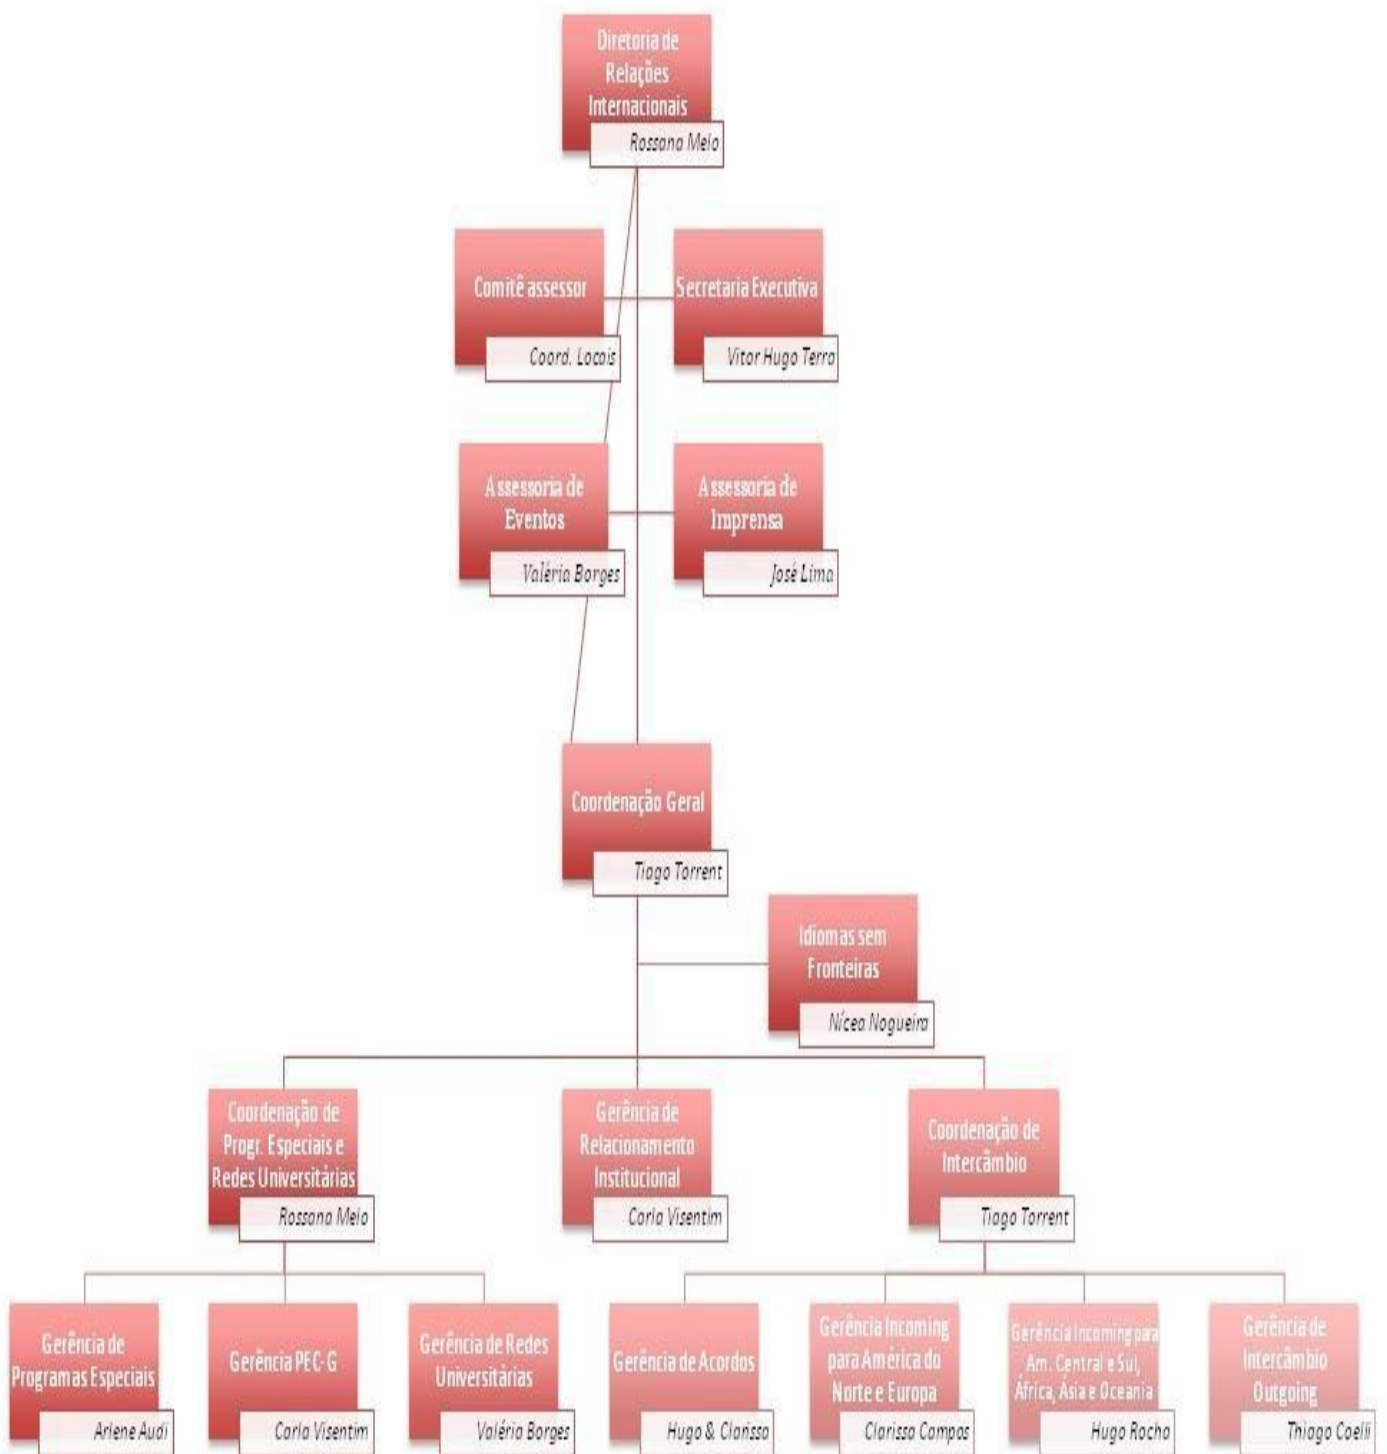 Diretoria de
Relações
Internacionais
Rossana Melo
Comitê assessor
Coord. Locais
Secretaria Executiva
Vitor Hugo Terra
Assessoria de
Eventos
Valéria Borges
Assessoria de
Imprensa
José Lima
Coordenação Geral
Tiago Torrent
Idiomas sem
Fronteiras
Nícea Nogueira
Coordenação de
Progr. Especiais e
Redes Universitárias
Rossana Melo
Gerência de
Relacionamento
Institucional
Carla Visentim
Coordenação de
Intercâmbio
Tiago Torrent
Gerência de
Programas Especiais
Arlene Audi
Gerência PEC-G
Carla Visentim
Gerência de Redes
Universitárias
Valéria Borges
Gerência de Acordos
Hugo & Clarissa
Gerência Incoming
para América do
Norte e Europa
Clarissa Campos
Gerência Incoming para
Am. Central e Sul,
África, Ásia e Oceania
Hugo Rocha
Gerência de
Intercâmbio
Outgoing
Thiago Coelli